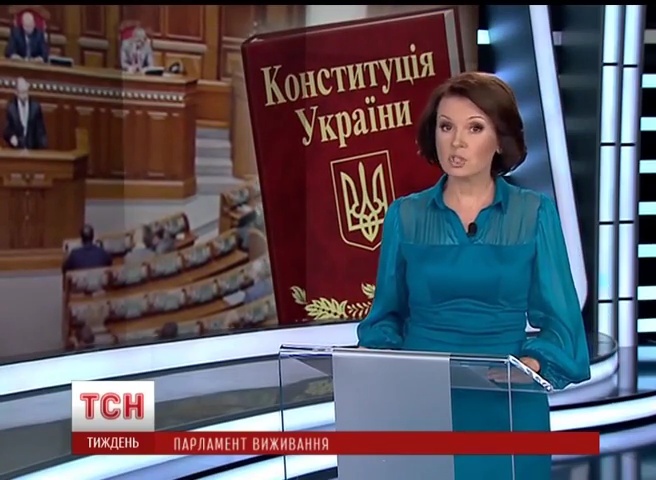 Конституція
України
ТСН
ТИЖДЕНЬ
ПАРЛАМЕНТ ВИЖИВАННЯ